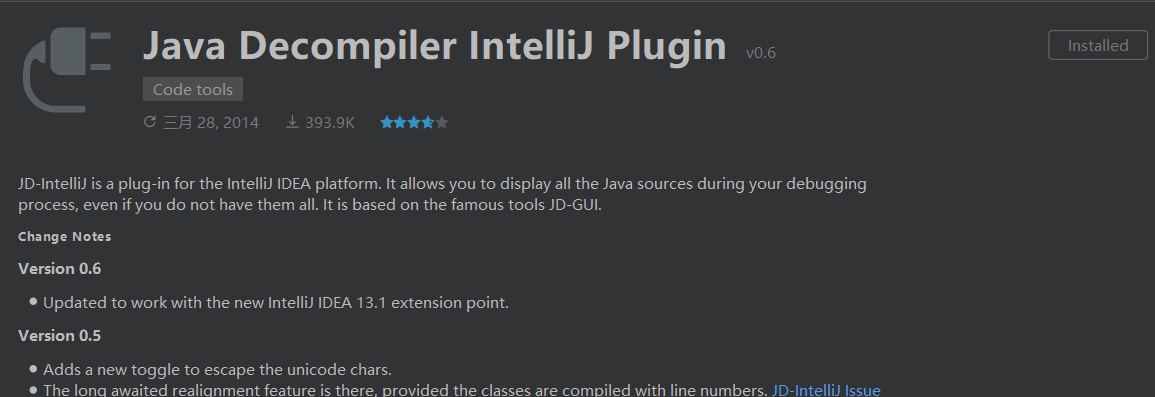 Java Decompiler IntelliJ Plugin v0.6 Installed
Code tools
三月 28, 2014 393.9K
JD-IntelliJ is a plug-in for the IntelliJ IDEA platform. It allows you to display all the Java sources during your debugging
process, even if you do not have them all. It is based on the famous tools JD-GUI.
Change Notes
Version 0.6
● Updated to work with the new IntelliJ IDEA 13.1 extension point.
Version 0.5
● Adds a new toggle to escape the unicode chars.
● The long awaited realignment feature is there, provided the classes are compiled with line numbers. JD-IntelliJ Issue